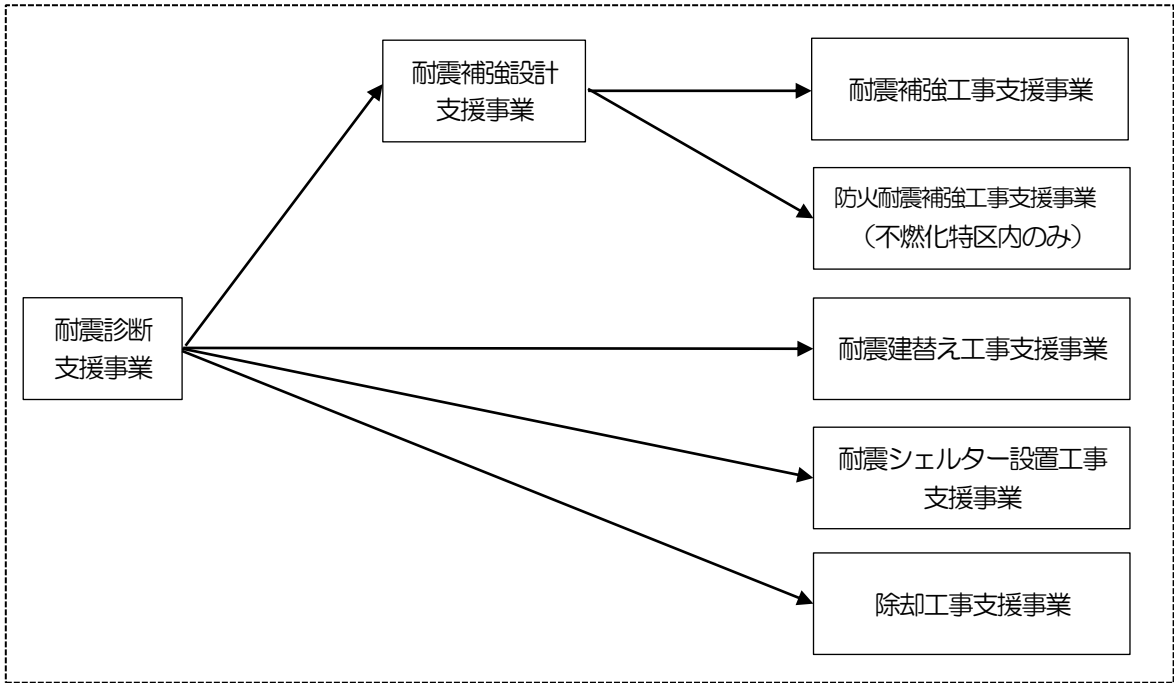 耐震補強設計
支援事業
耐震補強工事支援事業
防火耐震補強工事支援事業
（不燃化特区内のみ）
耐震診断
支援事業
耐震建替え工事支援事業
耐震シェルター設置工事
支援事業
除却工事支援事業